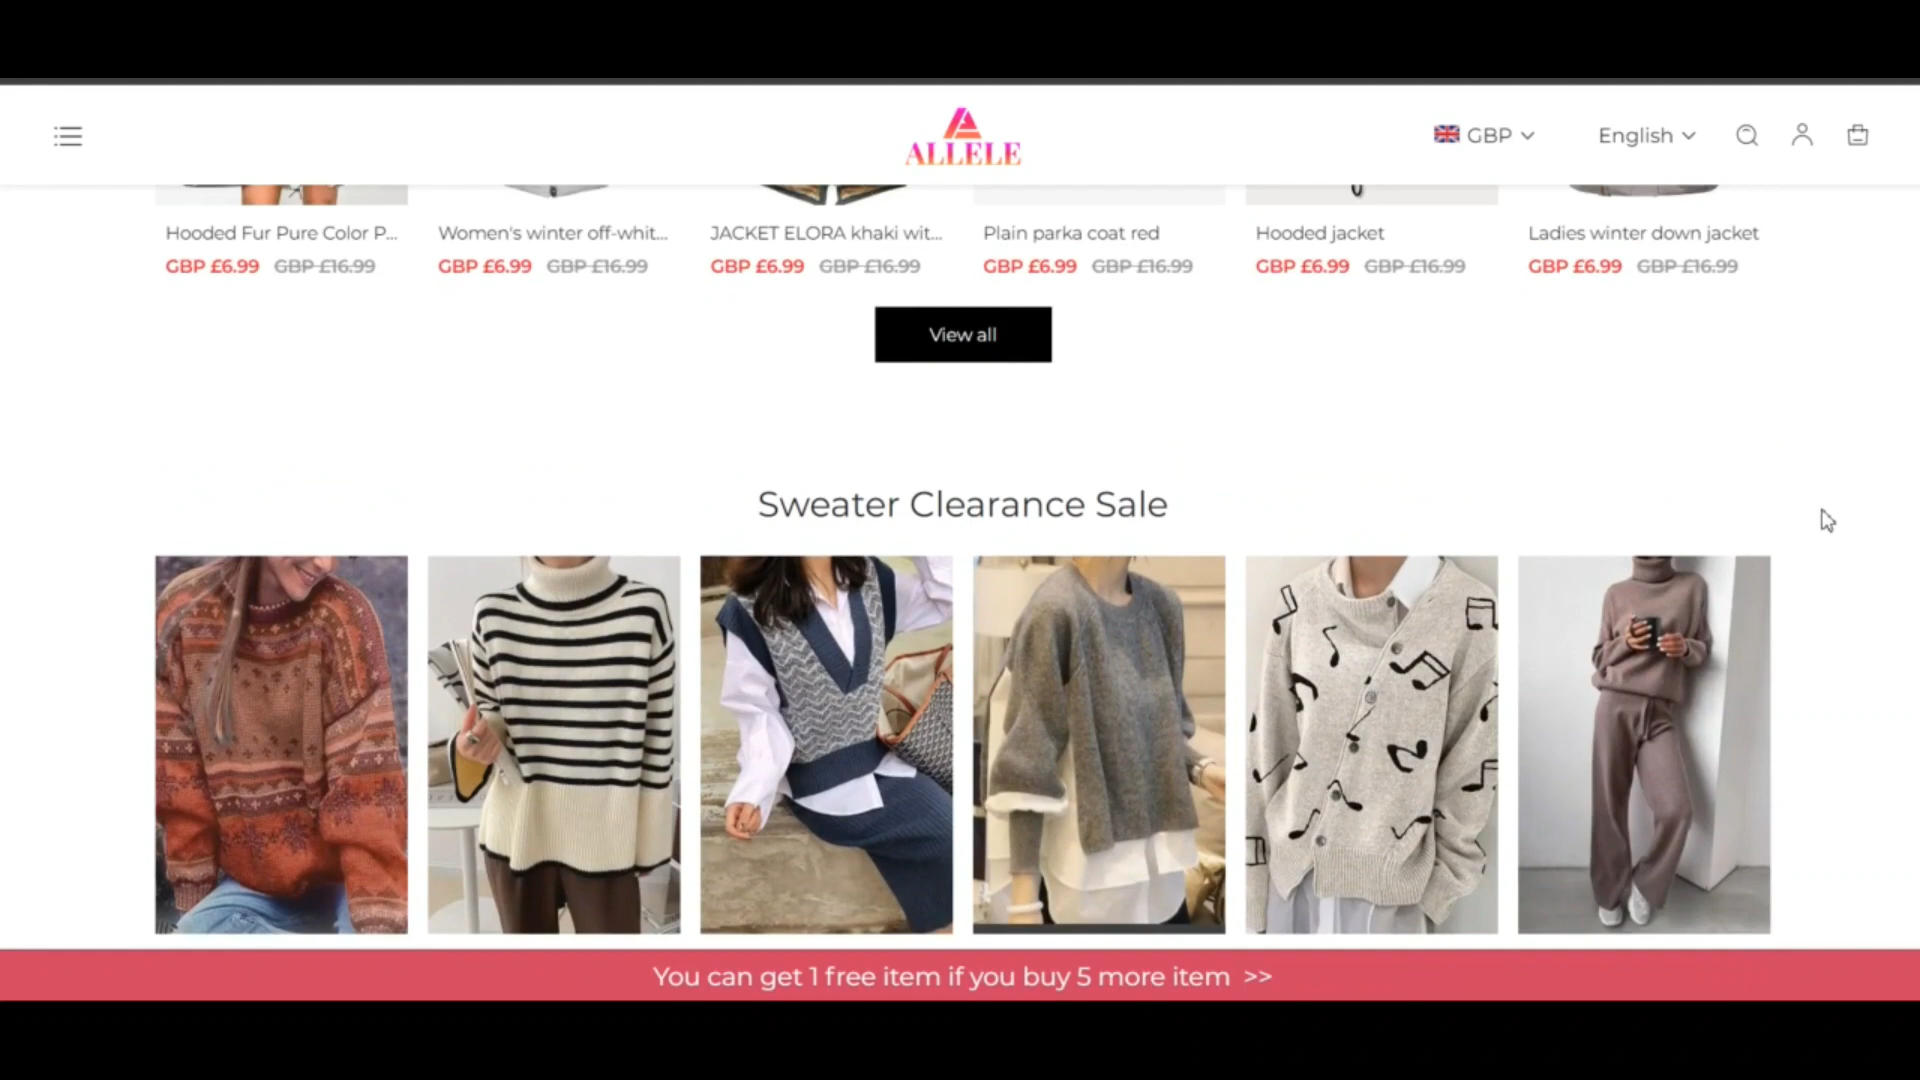 ALLELE
GBP
English
Hooded Fur Pure Color P...
Women's winter off-whit...
JACKET ELORA khaki wit...
Plain parka coat red
Hooded jacket
Ladies winter down jacket
GBP £6.99 GBP £16.99
GBP £6.99 GBP £16.99
GBP £6.99 GBP £16.99
GBP £6.99 GBP £16.99
GBP £6.99 GBP £16.99
GBP £6.99 GBP £16.99
View all
Sweater Clearance Sale
You can get 1 free item if you buy 5 more item >>